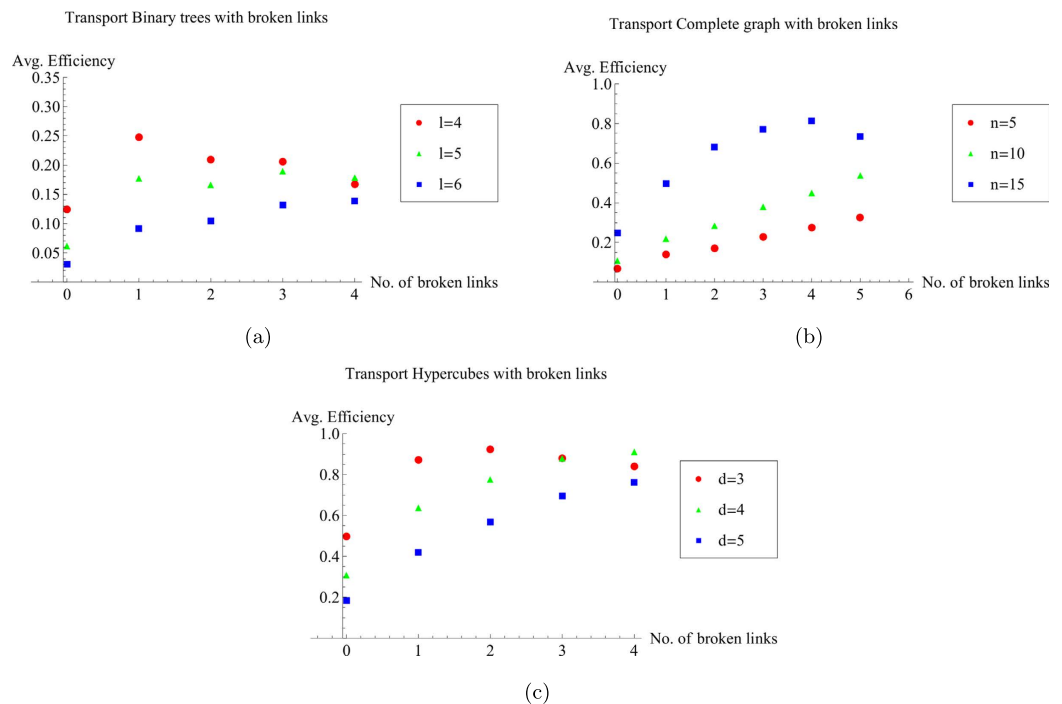 Transport Binary trees with broken links
Avg. Efficiency
0.35
0.30
0.25
0.20
0.15
0.10
0.05
0 1 2 3 4
No. of broken links
l=4
l=5
l=6
(a)
Transport Complete graph with broken links
Avg. Efficiency
1.0
0.8
0.6
0.4
0.2
0 1 2 3 4 5 6
No. of broken links
n=5
n=10
n=15
(b)
Transport Hypercubes with broken links
Avg. Efficiency
1.0
0.8
0.6
0.4
0.2
0 1 2 3 4
No. of broken links
d=3
d=4
d=5
(c)